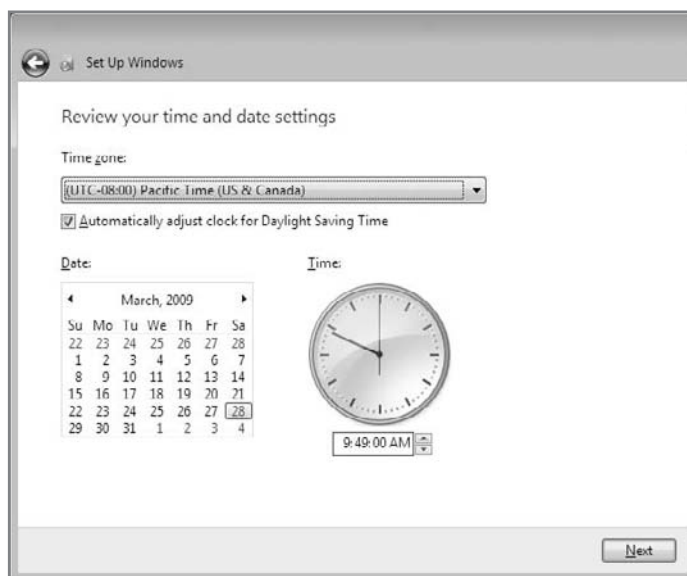 Set Up Windows
Review your time and date settings
Time zone:
(UTC-08:00) Pacific Time (US & Canada)
Automatically adjust clock for Daylight Saving Time
Date:
Time:
March, 2009
Su Mo Tu We Th Fr Sa
22 23 24 25 26 27 28
1 2 3 4 5 6 7
8 9 10 11 12 13 14
15 16 17 18 19 20 21
22 23 24 25 26 27 28
29 30 31 1 2 3 4
9:49:00 AM
Next